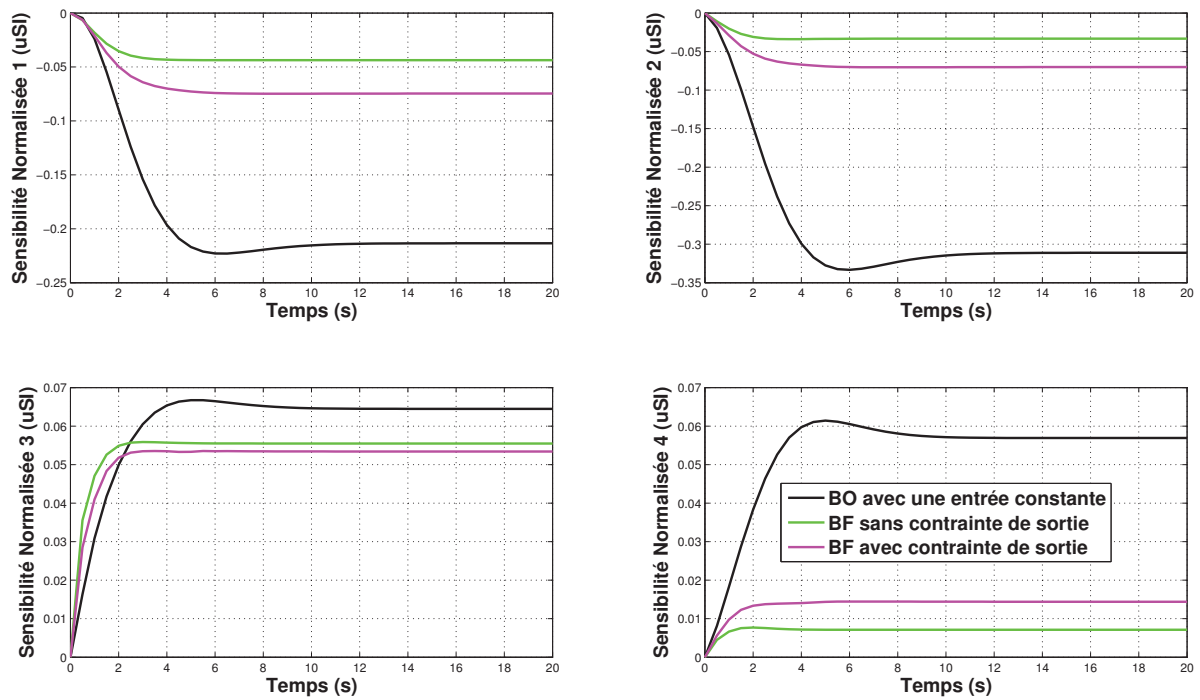 Sensibilité Normalisée 1 (uSI)
0
−0.05
−0.1
−0.15
−0.2
−0.25
0 2 4 6 8 10 12 14 16 18 20
Temps (s)
Sensibilité Normalisée 2 (uSI)
0
−0.05
−0.1
−0.15
−0.2
−0.25
−0.3
−0.35
0 2 4 6 8 10 12 14 16 18 20
Temps (s)
Sensibilité Normalisée 3 (uSI)
0.07
0.06
0.05
0.04
0.03
0.02
0.01
0
0 2 4 6 8 10 12 14 16 18 20
Temps (s)
Sensibilité Normalisée 4 (uSI)
0.07
0.06
0.05
0.04
0.03
0.02
0.01
0
BO avec une entrée constante
BF sans contrainte de sortie
BF avec contrainte de sortie
0 2 4 6 8 10 12 14 16 18 20
Temps (s)